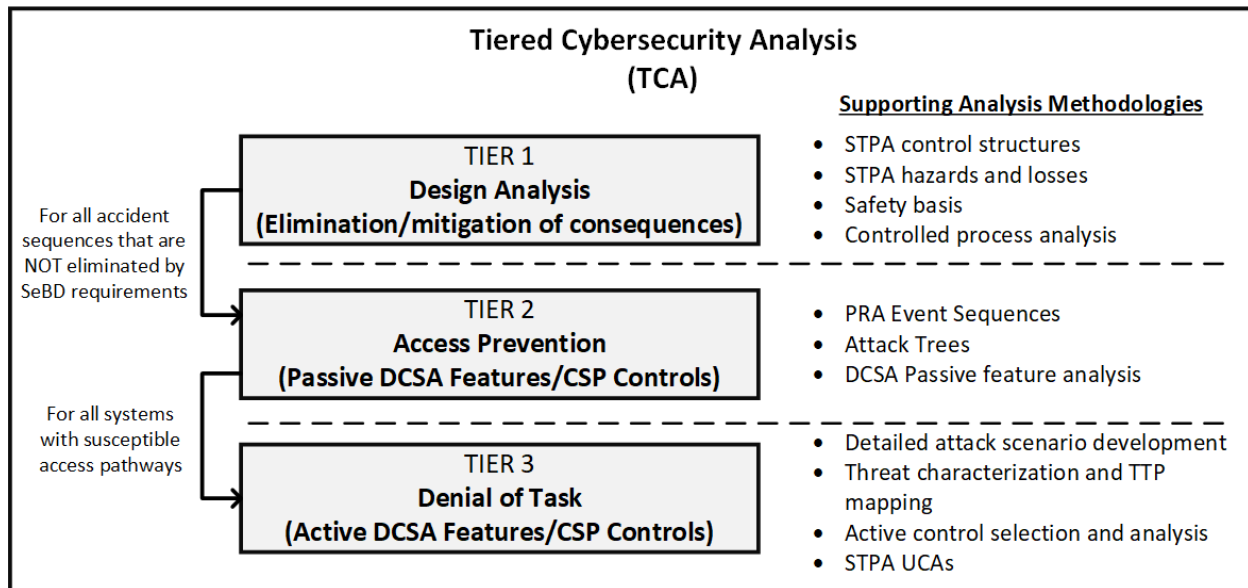 Tiered Cybersecurity Analysis
(TCA)
Supporting Analysis Methodologies
TIER 1
Design Analysis
(Elimination/mitigation of consequences)
• STPA control structures
• STPA hazards and losses
• Safety basis
• Controlled process analysis
For all accident
sequences that are
NOT eliminated by
SeBD requirements
TIER 2
Access Prevention
(Passive DCSA Features/CSP Controls)
• PRA Event Sequences
• Attack Trees
• DCSA Passive feature analysis
For all systems
with susceptible
access pathways
TIER 3
Denial of Task
(Active DCSA Features/CSP Controls)
• Detailed attack scenario development
• Threat characterization and TTP
mapping
• Active control selection and analysis
• STPA UCAs